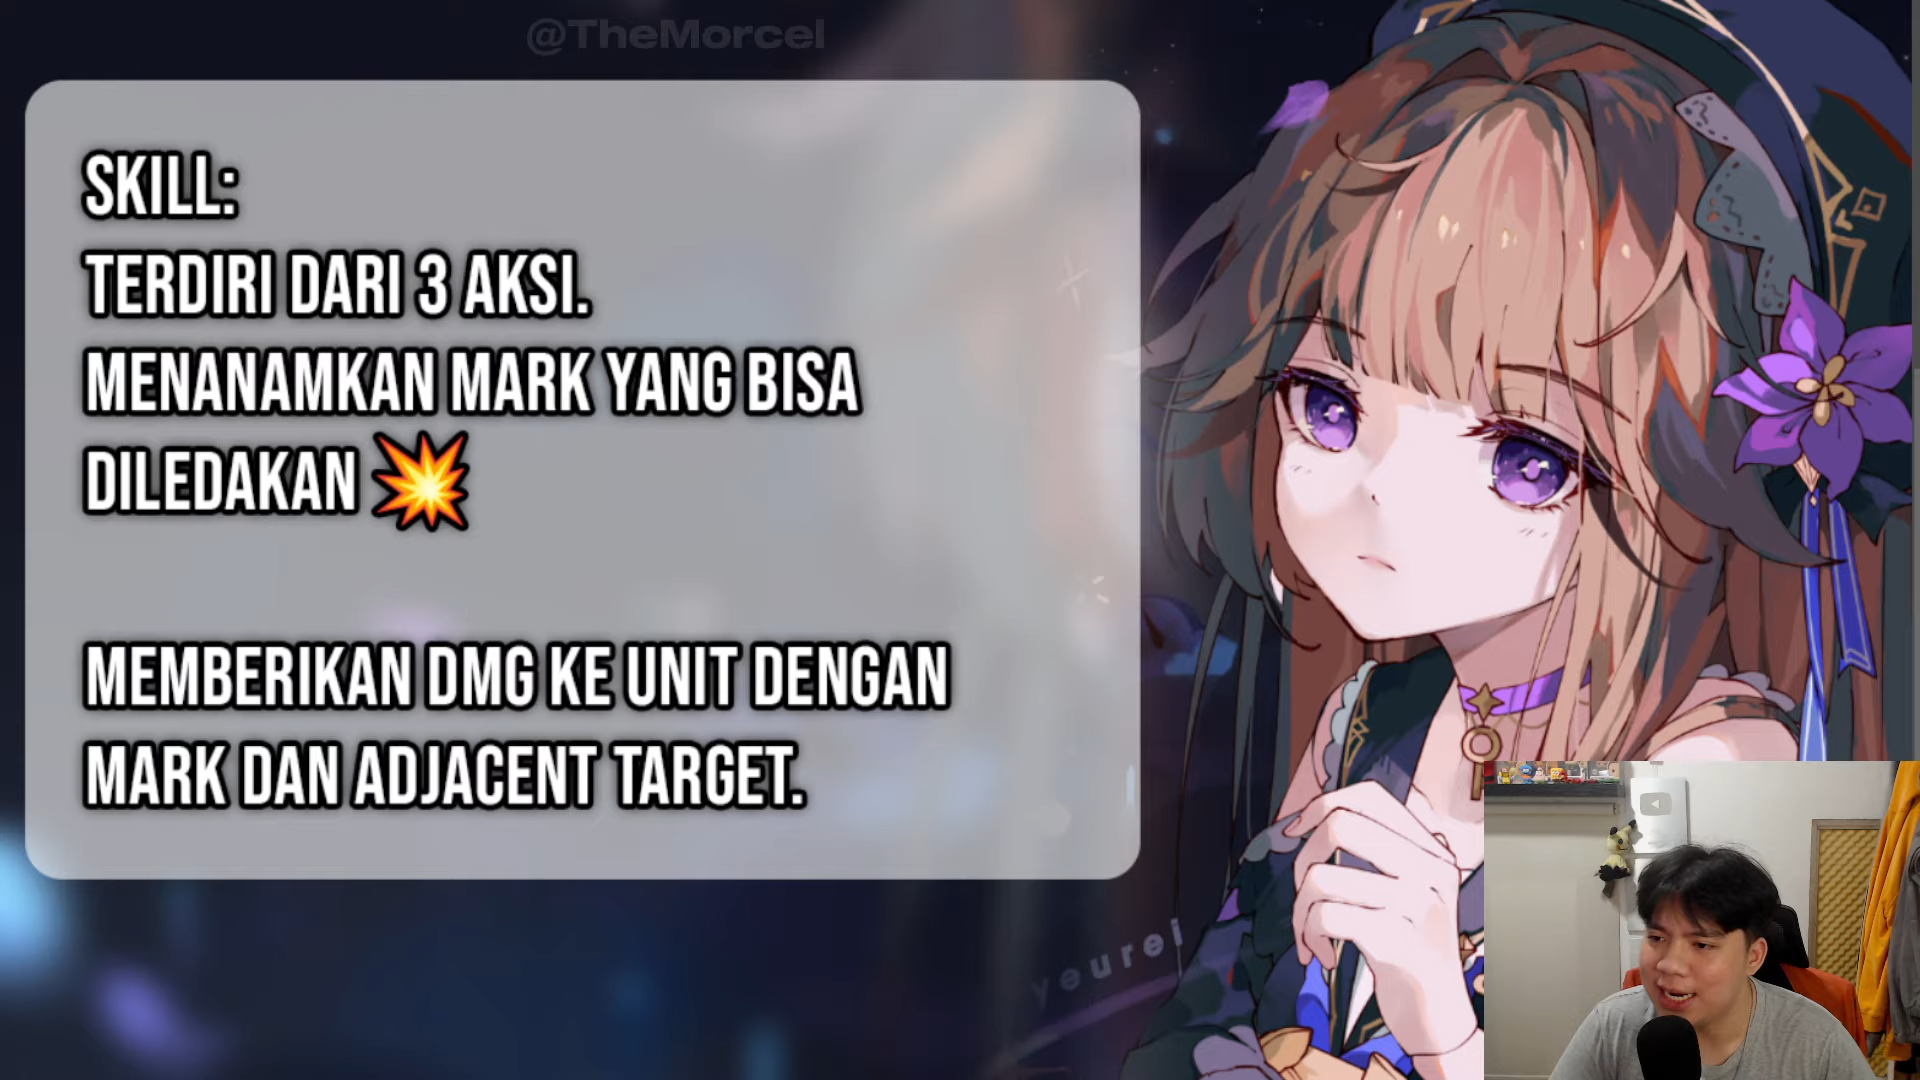 @TheMorcel
SKILL:
TERDIRI DARI 3 AKSI.
MENANAMKAN MARK YANG BISA
DILEDAKAN 💥
MEMBERIKAN DMG KE UNIT DENGAN
MARK DAN ADJACENT TARGET.
yeurei